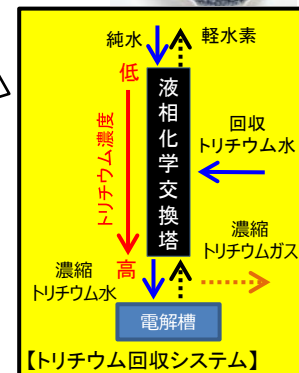 純水
軽水素
低
トリチウム濃度
液相化学交換塔
回収
トリチウム水
高
濃縮
トリチウム水
濃縮
トリチウムガス
電解槽
【トリチウム回収システム】